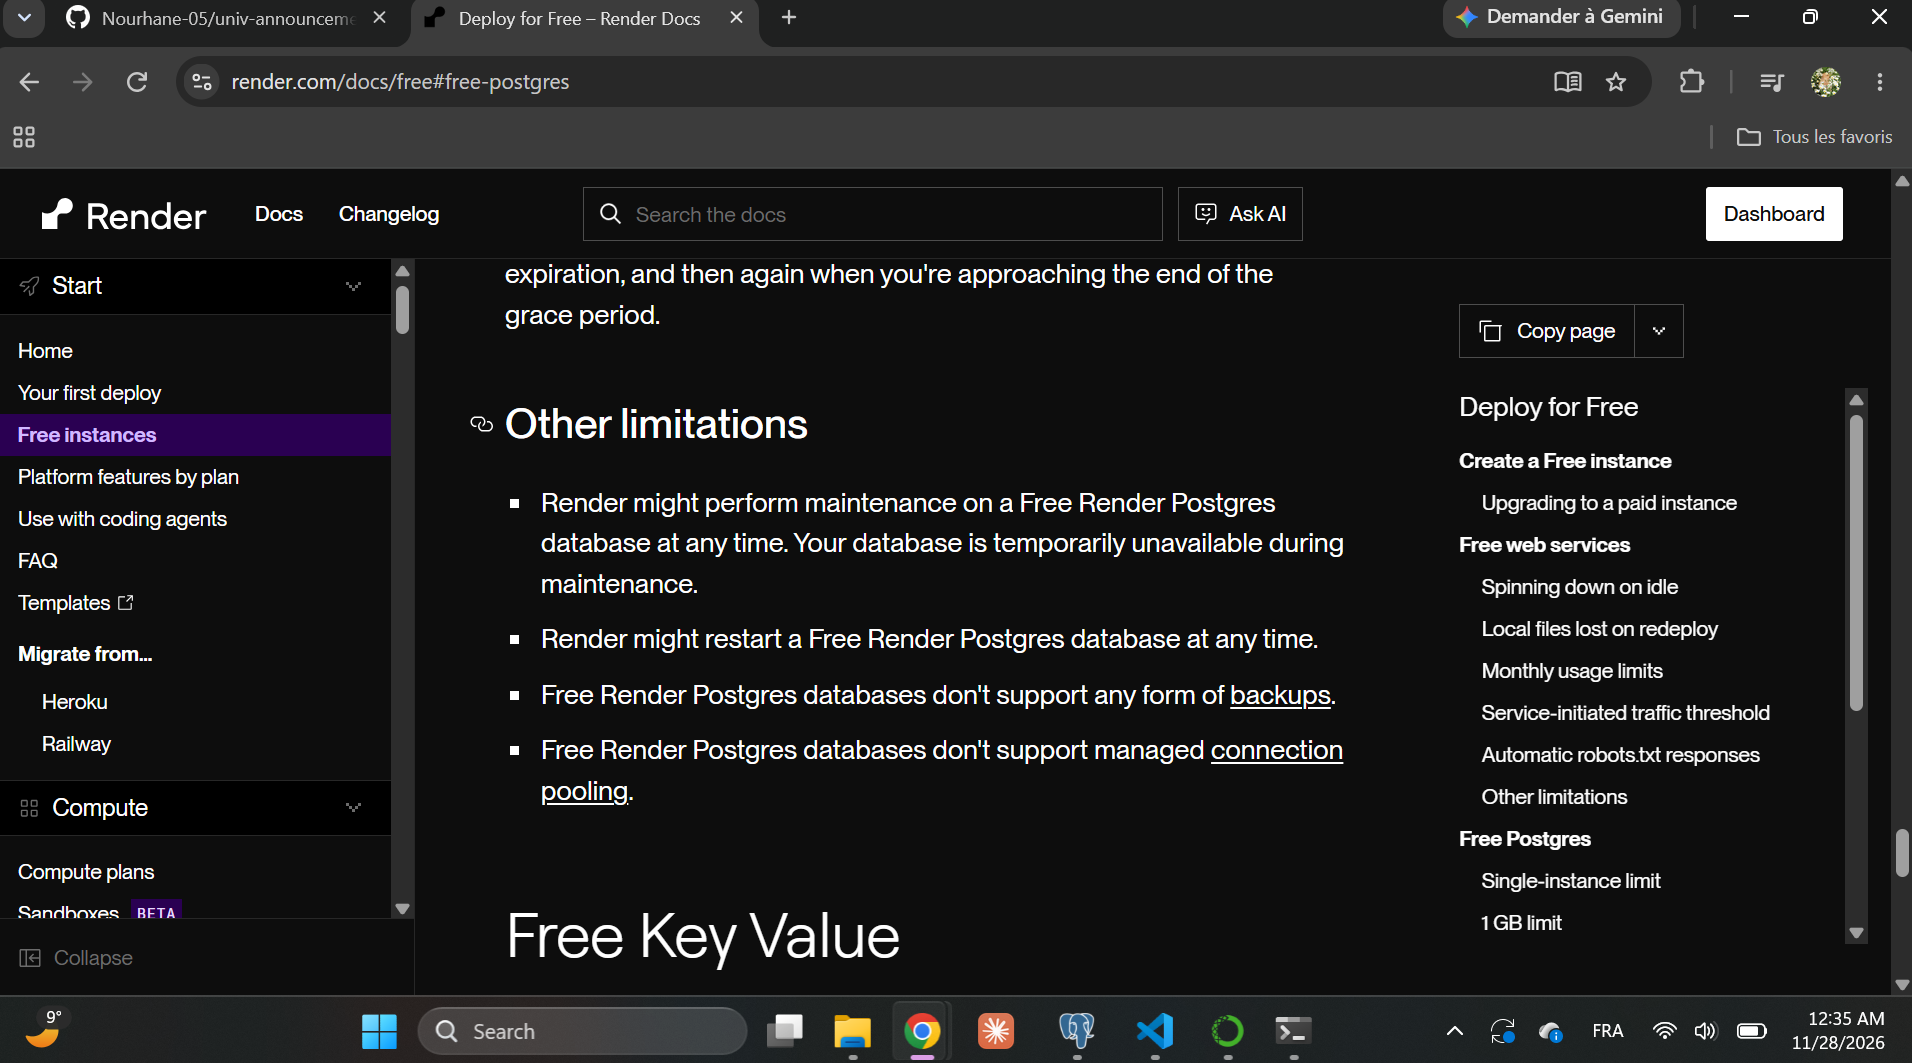 Nourhane-05/univ-announceme
Deploy for Free – Render Docs
Demander à Gemini
render.com/docs/free#free-postgres
Tous les favoris
Render
Docs
Changelog
Search the docs
Ask AI
Dashboard
Start
Home
Your first deploy
Free instances
Platform features by plan
Use with coding agents
FAQ
Templates
Migrate from...
Heroku
Railway
Compute
Compute plans
Sandboxes BETA
Collapse
expiration, and then again when you're approaching the end of the
grace period.
Other limitations
Render might perform maintenance on a Free Render Postgres
database at any time. Your database is temporarily unavailable during
maintenance.
Render might restart a Free Render Postgres database at any time.
Free Render Postgres databases don't support any form of backups.
Free Render Postgres databases don't support managed connection
pooling.
Free Key Value
Copy page
Deploy for Free
Create a Free instance
Upgrading to a paid instance
Free web services
Spinning down on idle
Local files lost on redeploy
Monthly usage limits
Service-initiated traffic threshold
Automatic robots.txt responses
Other limitations
Free Postgres
Single-instance limit
1 GB limit
9°
Search
FRA
12:35 AM
11/28/2026